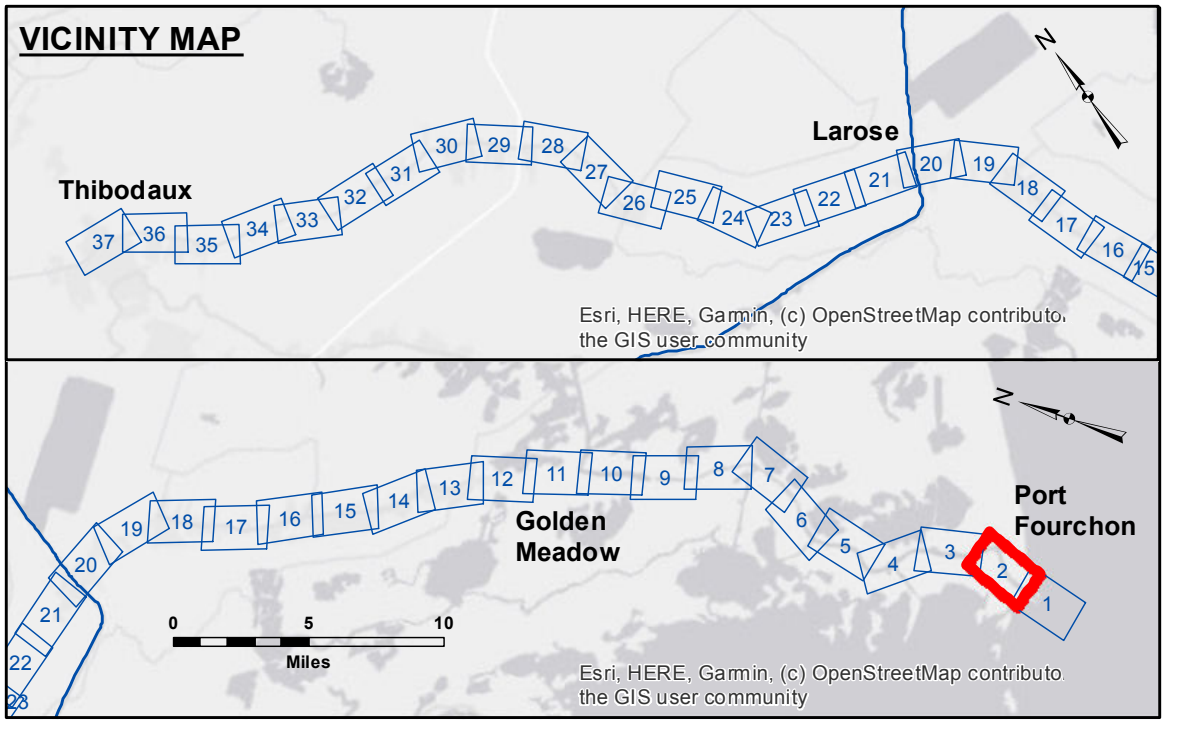 VICINITY MAP
N
Larose
Thibodaux
37 36 35 34 33 32 31 30 29 28 27 26 25 24 23 22 21 20 19 18 17 16 15
Esri, HERE, Garmin, (c) OpenStreetMap contributor
the GIS user community
N
Port
Fourchon
Golden
Meadow
23 22 21 20 19 18 17 16 15 14 13 12 11 10 9 8 7 6 5 4 3 2 1
0 5 10
Miles
Esri, HERE, Garmin, (c) OpenStreetMap contributo
the GIS user community